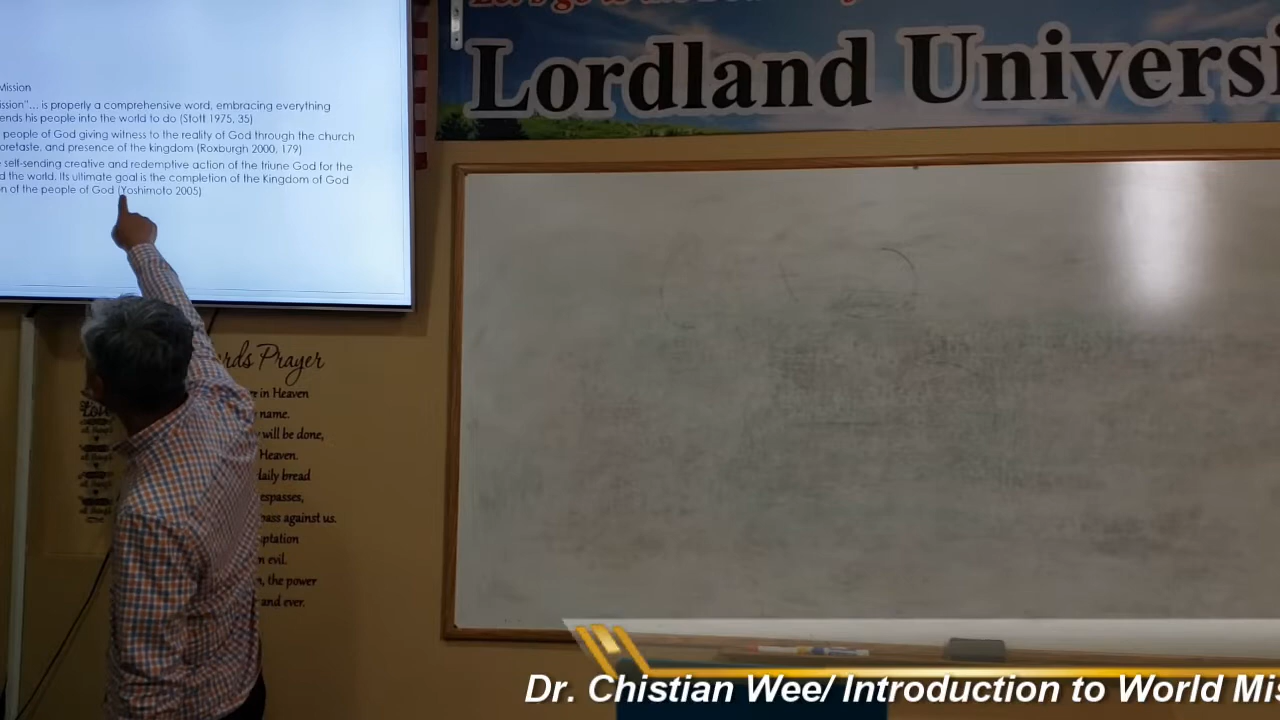 Lordland Universi
Mission
ission"... is properly a comprehensive word, embracing everything
ends his people into the world to do (Stott 1975, 35)
people of God giving witness to the reality of God through the church
oretaste, and presence of the kingdom (Roxburgh 2000, 179)
self-sending creative and redemptive action of the triune God for the
d the world. Its ultimate goal is the completion of the Kingdom of God
n of the people of God (Yoshimoto 2005)
rds Prayer
e in Heaven
name.
will be done,
Heaven.
daily bread
espasses,
pass against us.
ptation
n evil.
, the power
and ever.
Love
Dr. Chistian Wee/ Introduction to World Mis